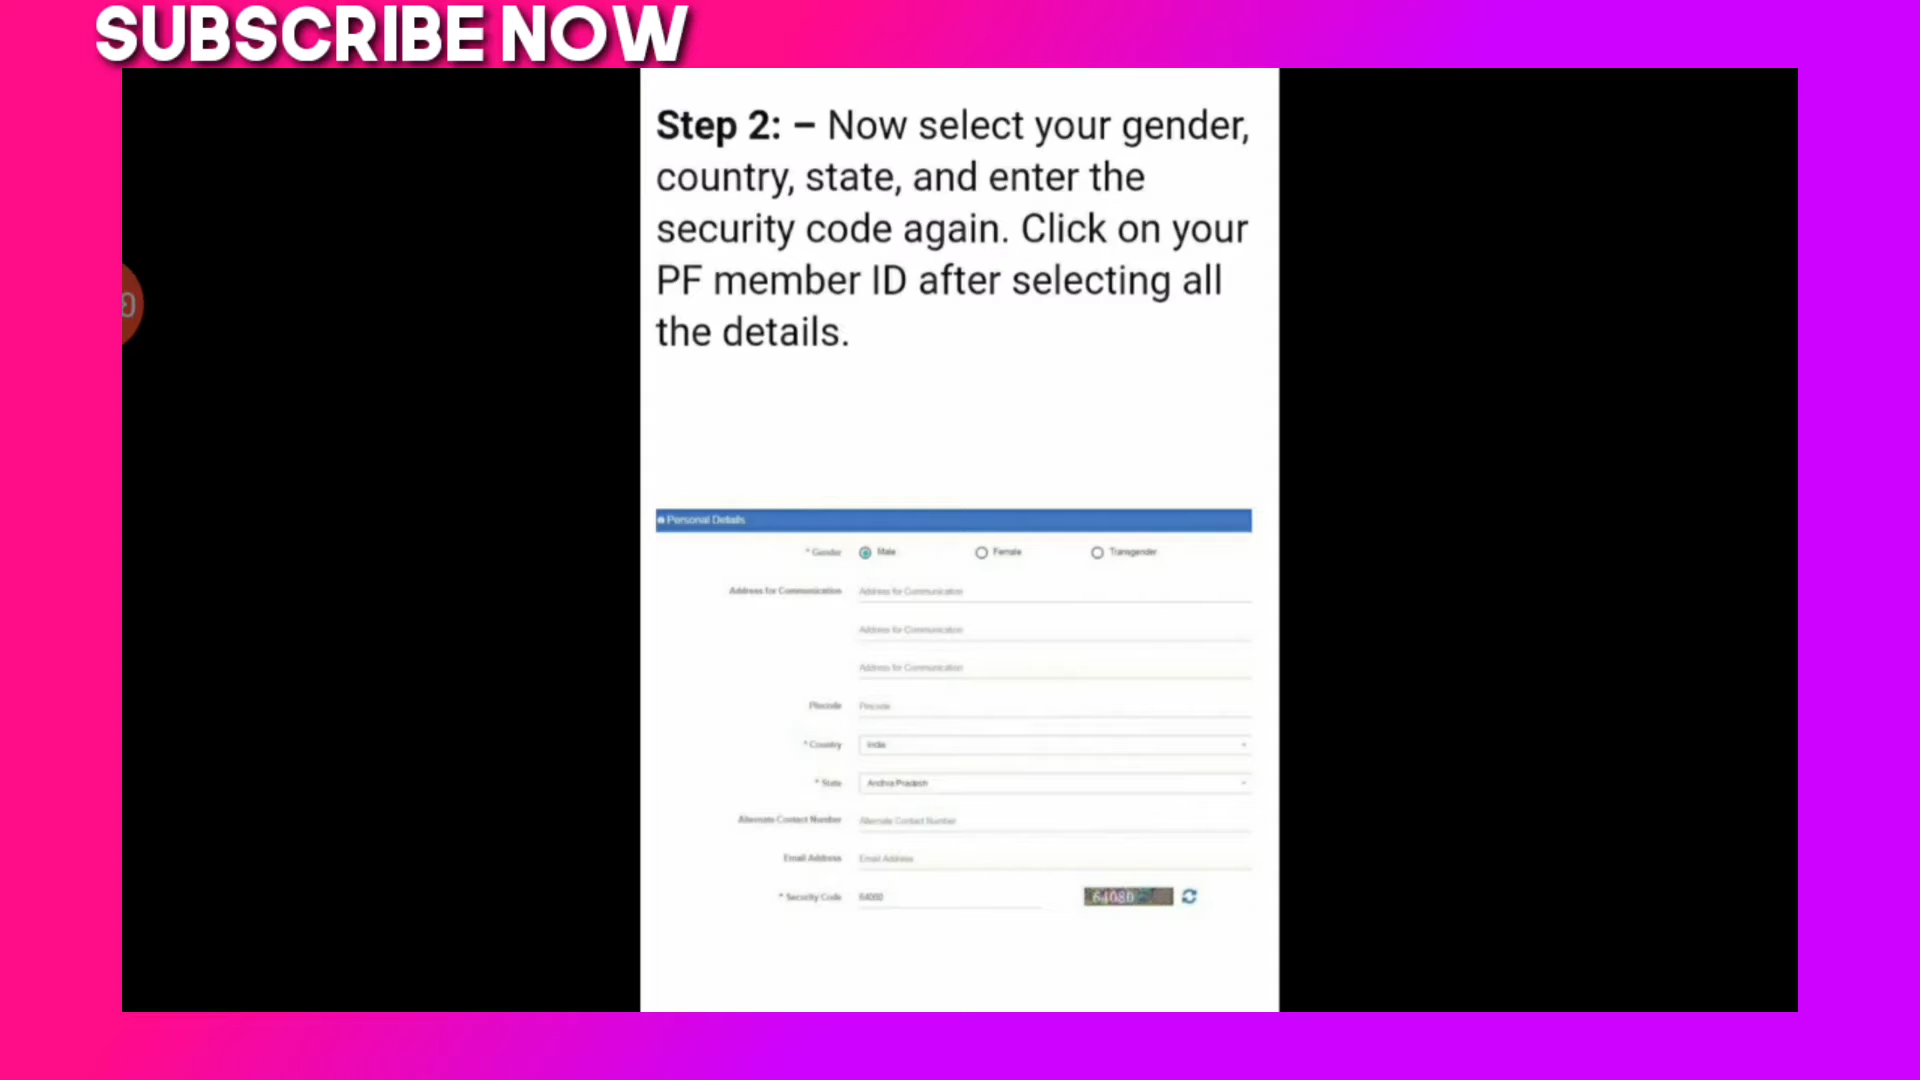 SUBSCRIBE NOW
Step 2: – Now select your gender,
country, state, and enter the
security code again. Click on your
PF member ID after selecting all
the details.
Personal Details
* Gender Male Female Transgender
Address for Communication Address for Communication
Address for Communication
Address for Communication
Pincode Pincode
* Country India
* State Andhra Pradesh
Alternate Contact Number Alternate Contact Number
Email Address Email Address
* Security Code 64080 64080